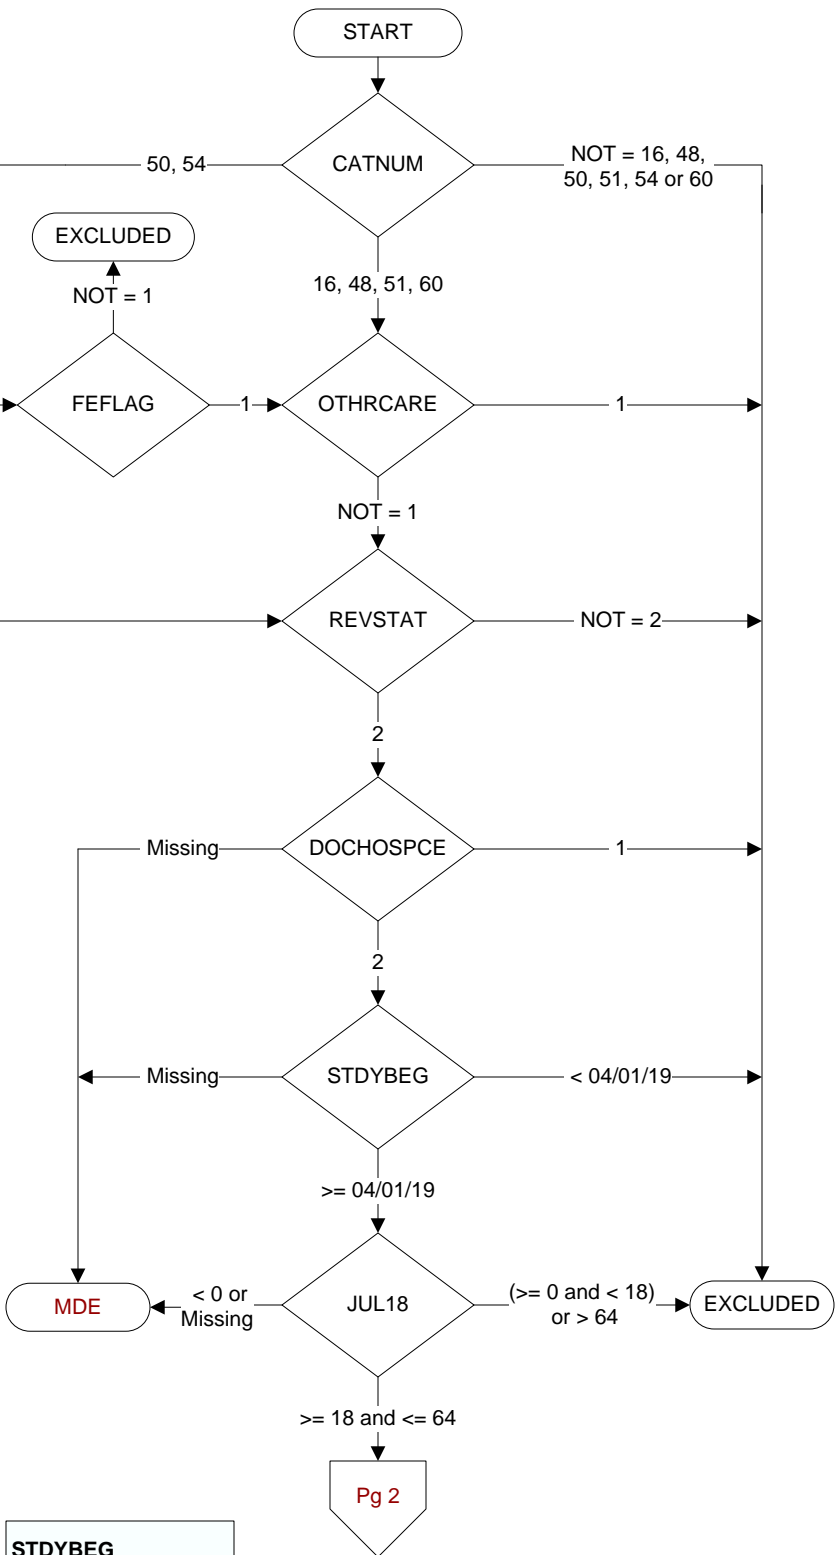 START
50, 54
CATNUM
NOT = 16, 48,
50, 51, 54 or 60
EXCLUDED
NOT = 1
16, 48, 51, 60
FEFLAG
1
OTHRCARE
1
NOT = 1
REVSTAT
NOT = 2
2
Missing
DOCHOSPCE
1
2
Missing
STDYBEG
< 04/01/19
>= 04/01/19
MDE
< 0 or
Missing
JUL18
(>= 0 and < 18)
or > 64
EXCLUDED
>= 18 and <= 64
Pg 2
STDYBEG